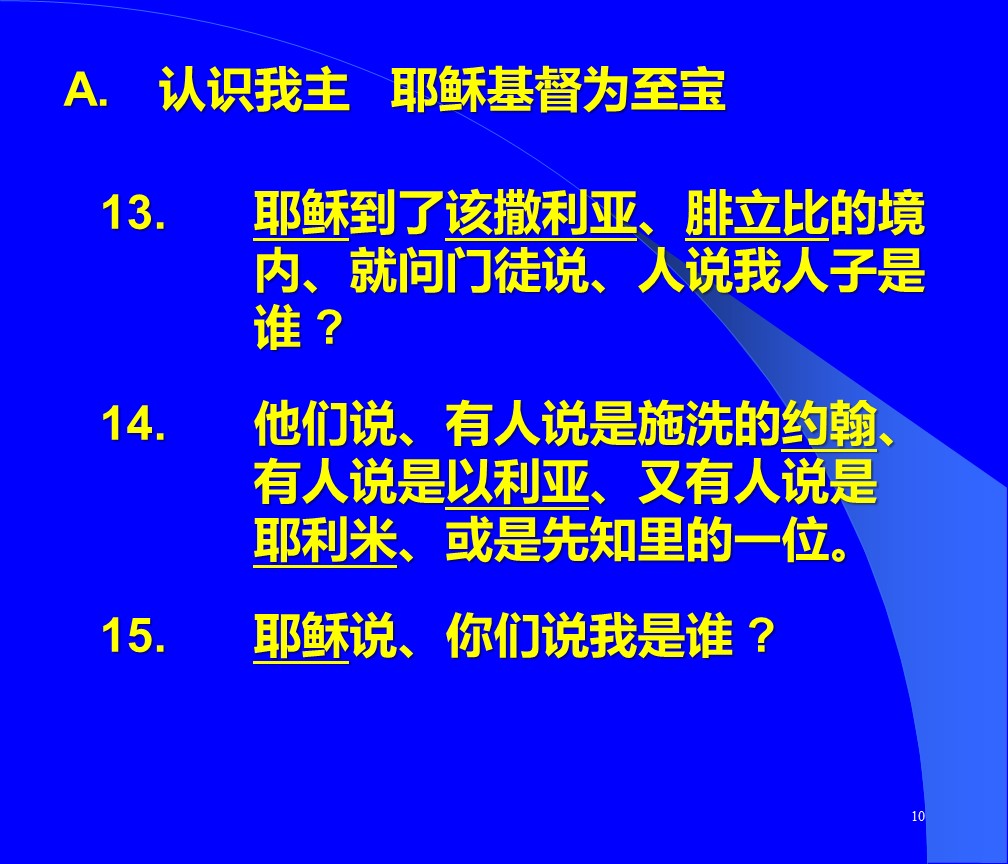 A. 认识我主 耶稣基督为至宝
13. 耶稣到了该撒利亚、腓立比的境
内、就问门徒说、人说我人子是
谁？
14. 他们说、有人说是施洗的约翰、
有人说是以利亚、又有人说是
耶利米、或是先知里的一位。
15. 耶稣说、你们说我是谁？
10